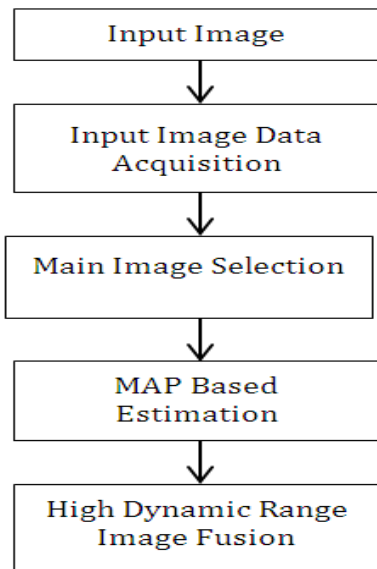 Input Image
Input Image Data
Acquisition
Main Image Selection
MAP Based
Estimation
High Dynamic Range
Image Fusion